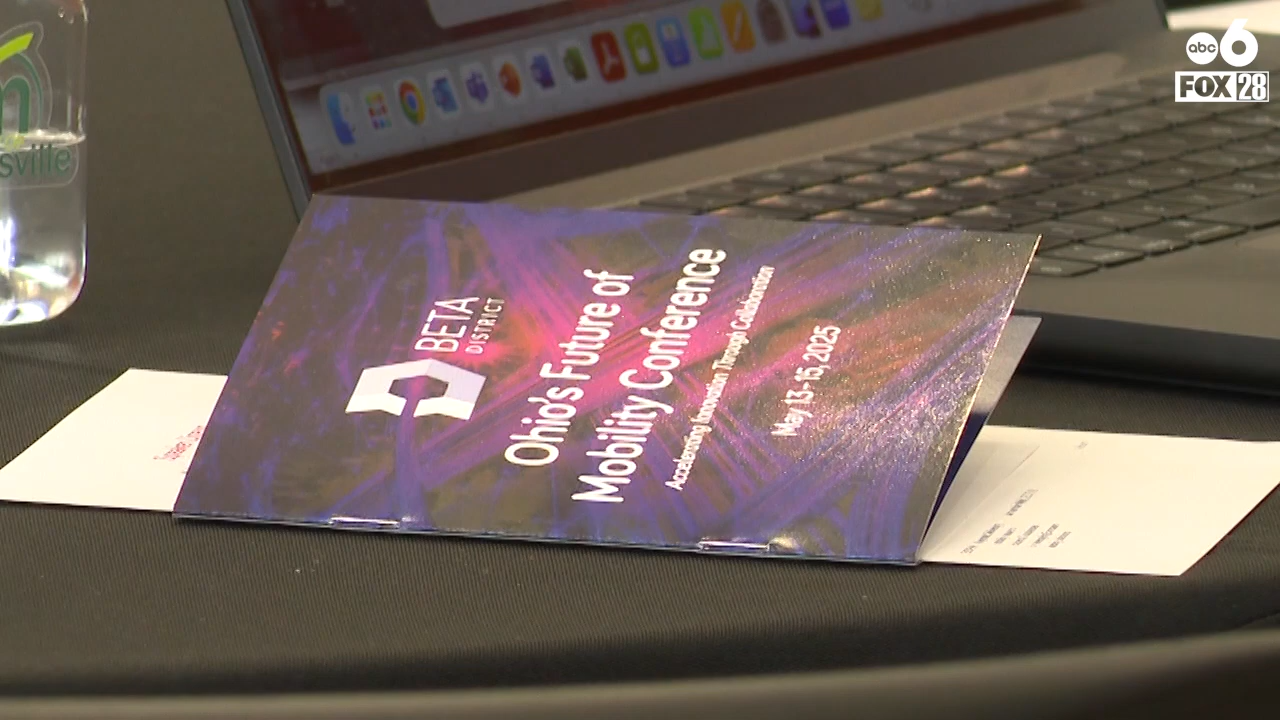 abc 6
FOX 28
sville
BETA
DISTRICT
Ohio's Future of
Mobility Conference
Accelerating Innovation Through Collaboration
May 13-15, 2025